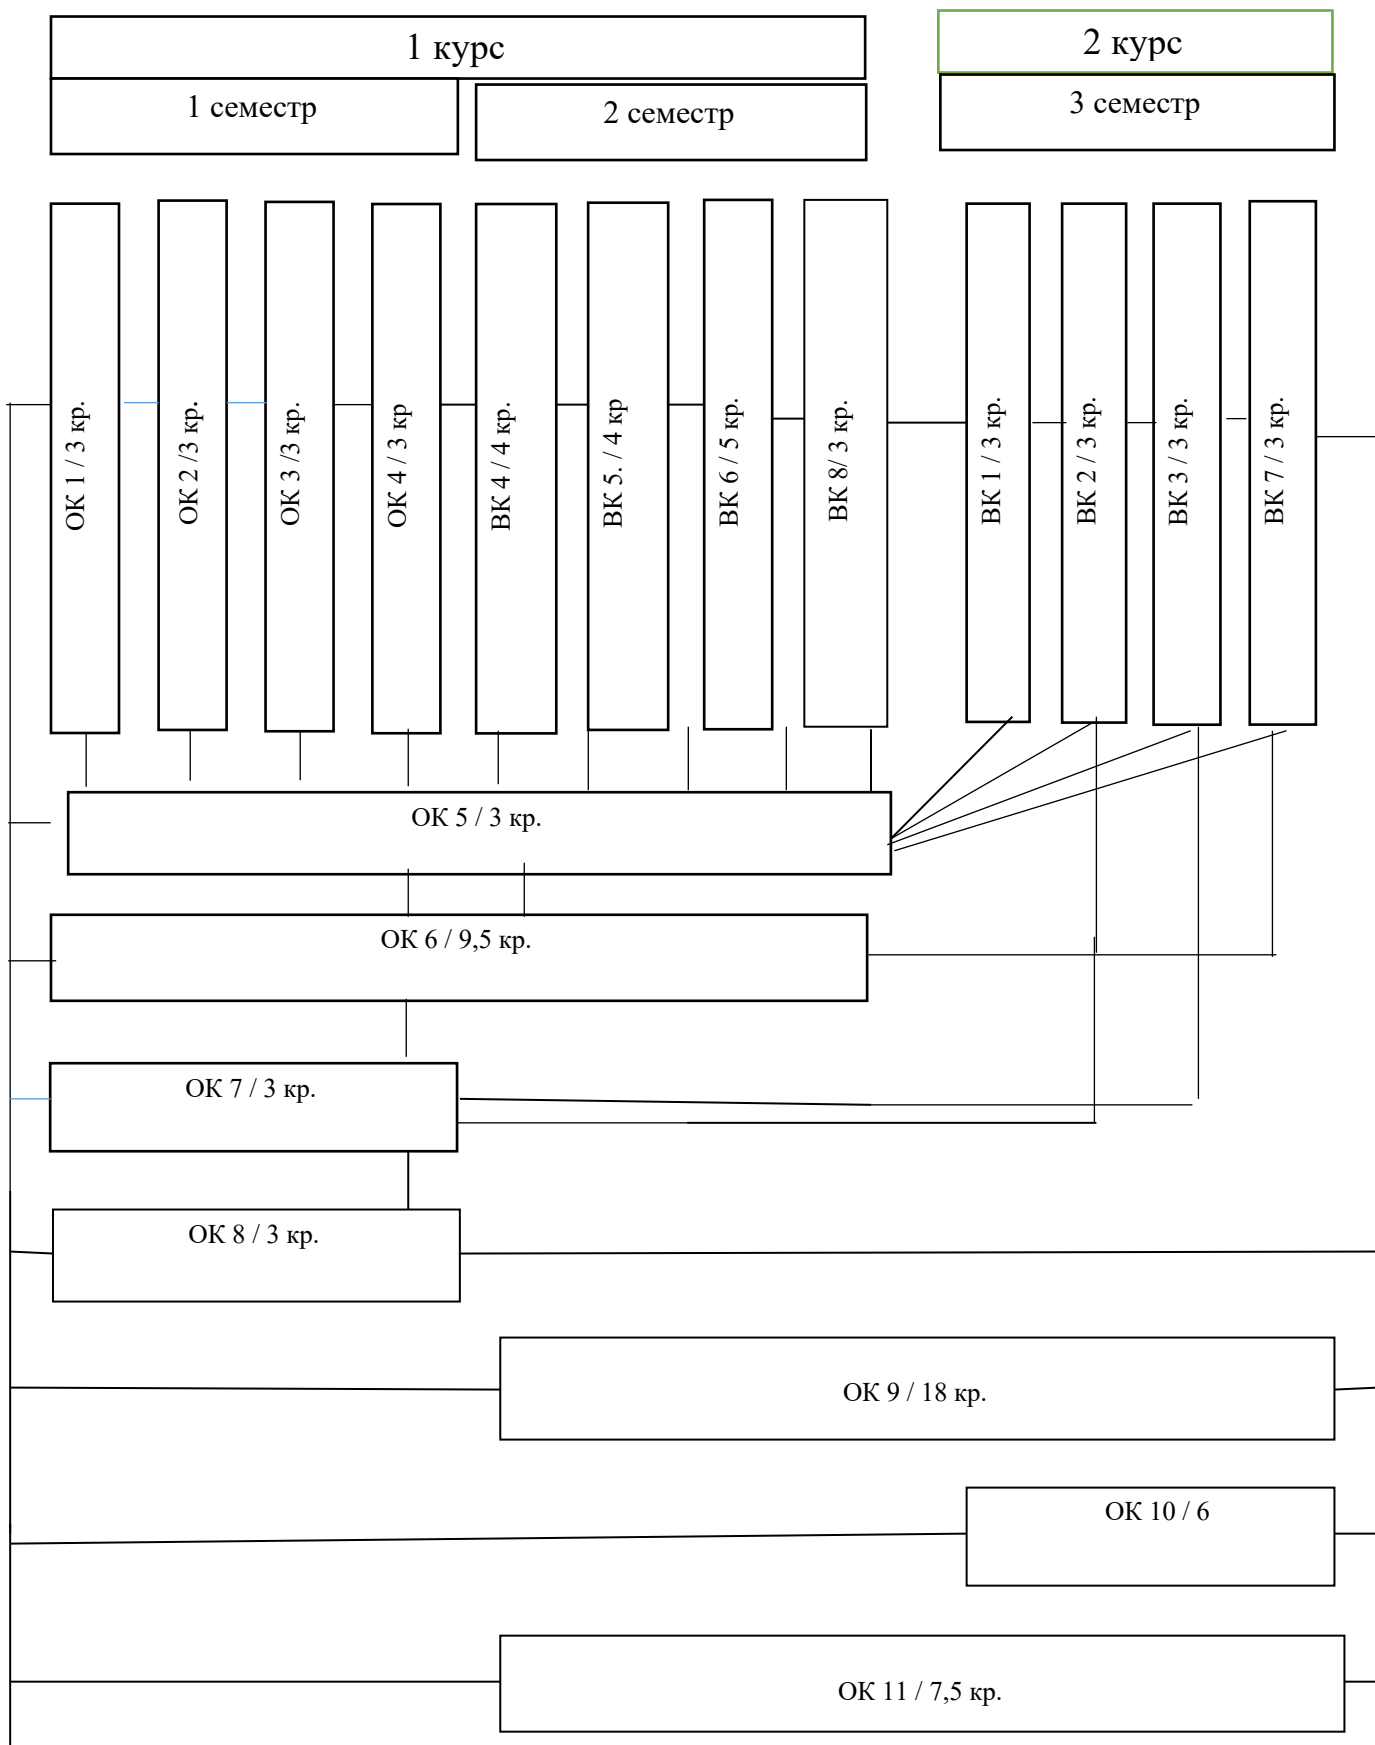 1 курс
2 курс
1 семестр
2 семестр
3 семестр
ОК 1 / 3 кр.
ОК 2 /3 кр.
ОК 3 /3 кр.
ОК 4 / 3 кр
ВК 4 / 4 кр.
ВК 5. / 4 кр
ВК 6 / 5 кр.
ВК 8/ 3 кр.
ВК 1 / 3 кр.
ВК 2 / 3 кр.
ВК 3 / 3 кр.
ВК 7 / 3 кр.
ОК 5 / 3 кр.
ОК 6 / 9,5 кр.
ОК 7 / 3 кр.
ОК 8 / 3 кр.
ОК 9 / 18 кр.
ОК 10 / 6
ОК 11 / 7,5 кр.